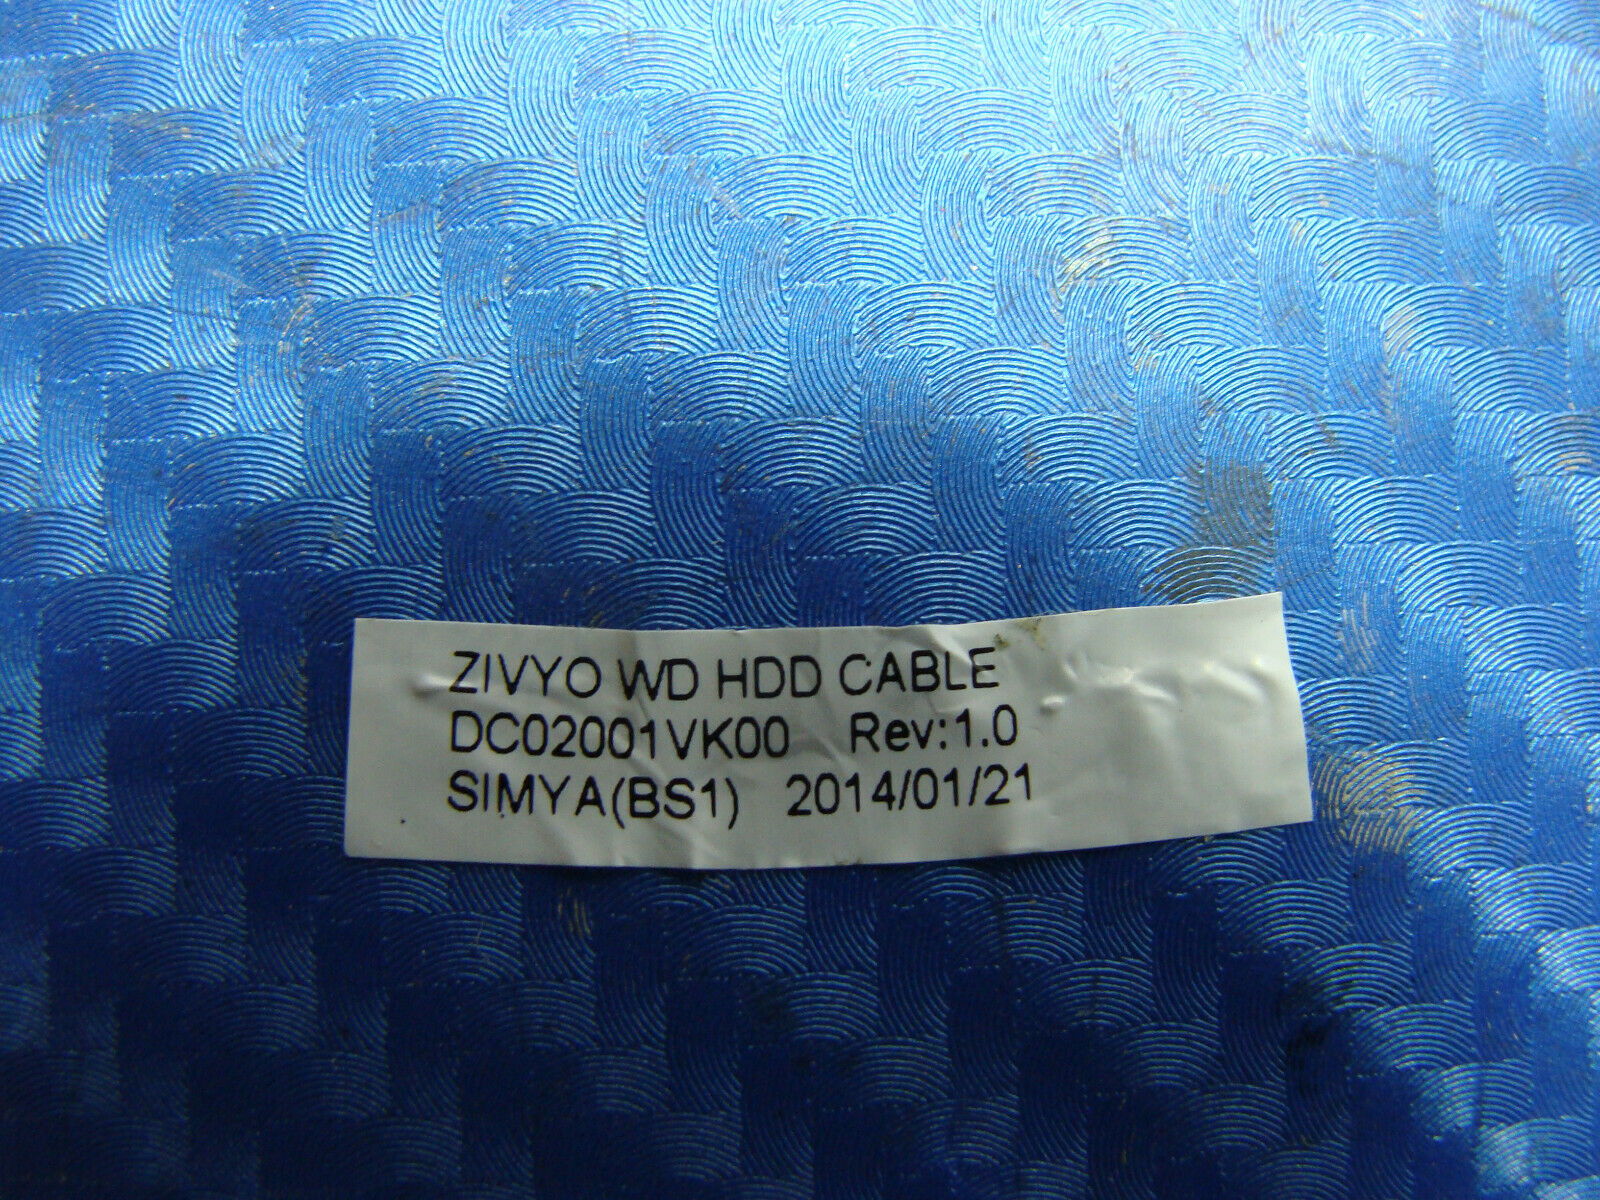 ZIVYO WD HDD CABLE
DC02001VK00 Rev:1.0
SIMYA(BS1) 2014/01/21